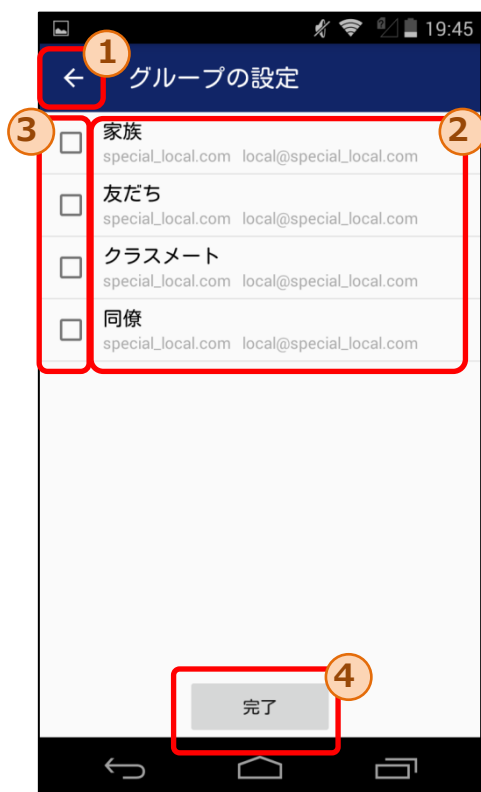 19:45
1
グループの設定
3
2
家族
special_local.com local@special_local.com
友だち
special_local.com local@special_local.com
クラスメート
special_local.com local@special_local.com
同僚
special_local.com local@special_local.com
4
完了